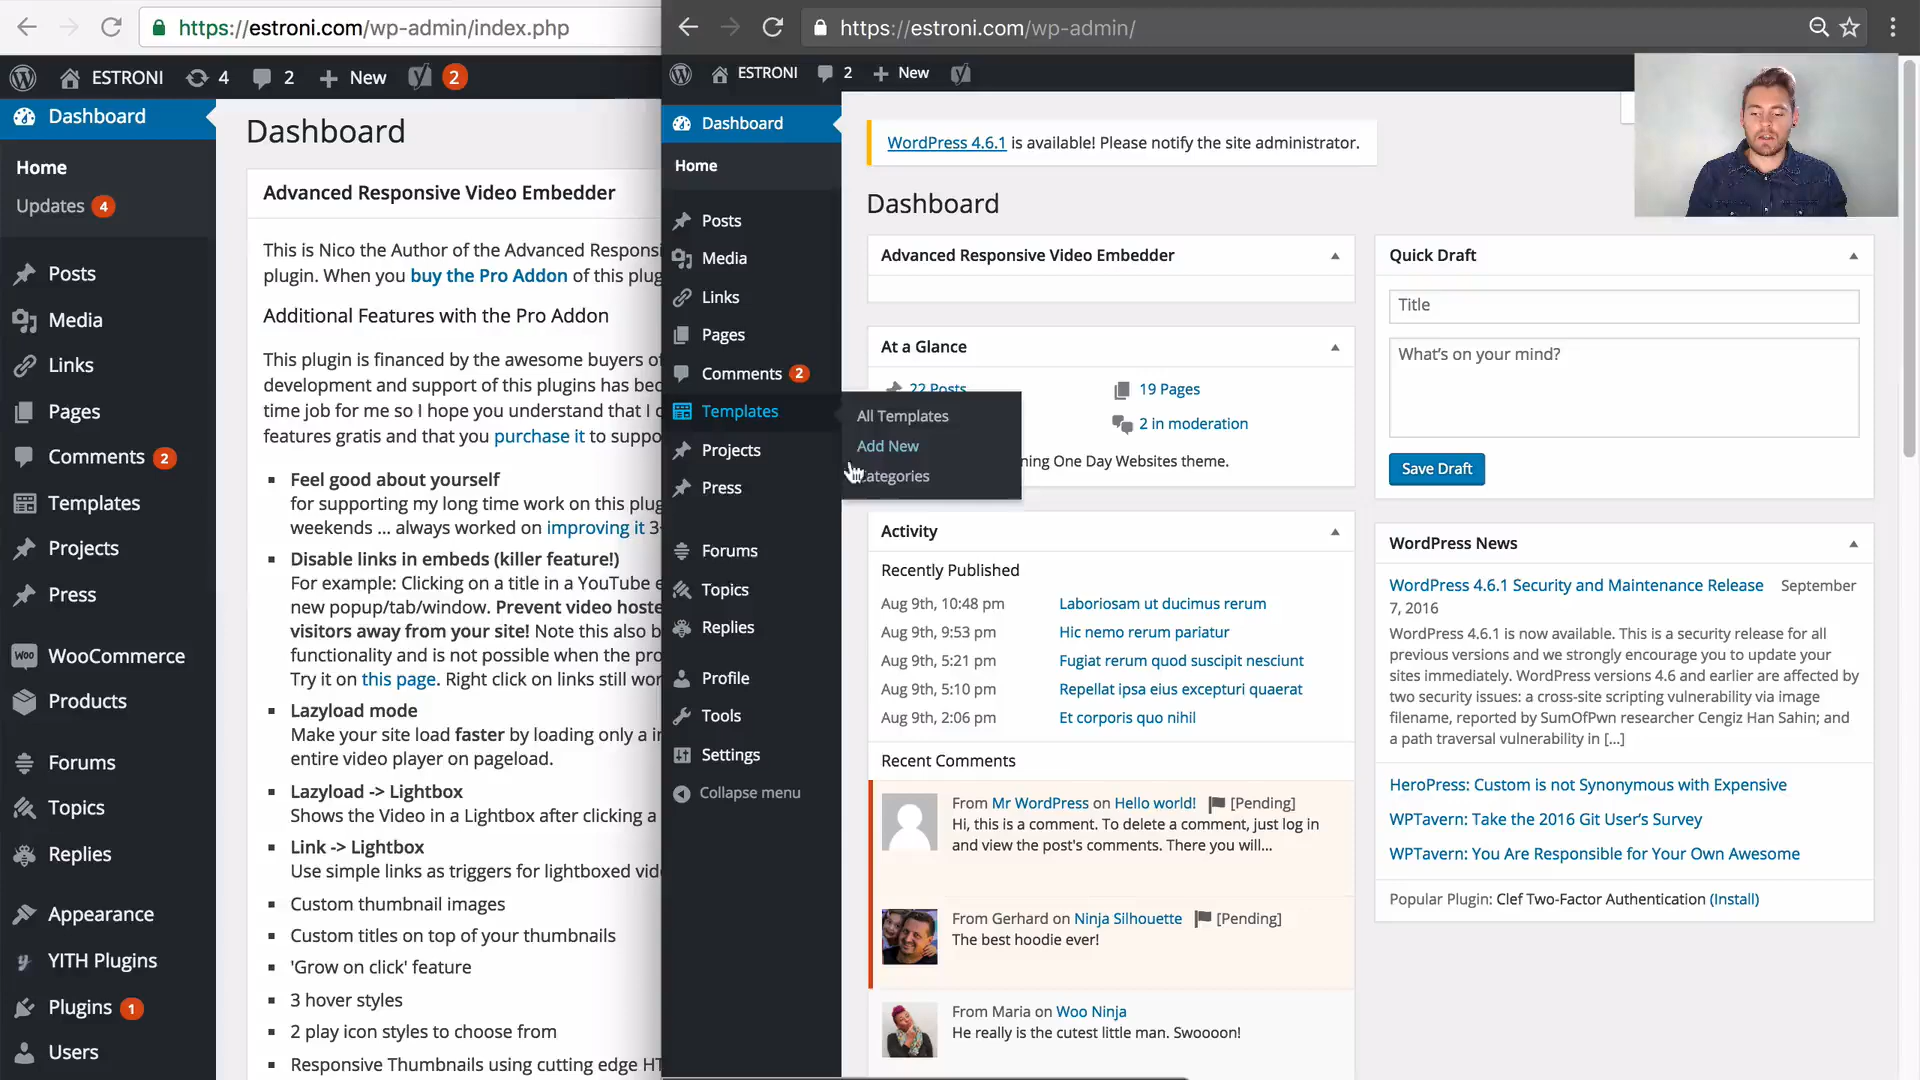 https://estroni.com/wp-admin/index.php
ESTRONI 4 2 New 2
Dashboard
Home
Updates 4
Posts
Media
Links
Pages
Comments 2
Templates
Projects
Press
WooCommerce
Products
Forums
Topics
Replies
Appearance
YITH Plugins
Plugins 1
Users
Dashboard
Advanced Responsive Video Embedder
This is Nico the Author of the Advanced Respons
plugin. When you buy the Pro Addon of this plug
Additional Features with the Pro Addon
This plugin is financed by the awesome buyers of
development and support of this plugins has bec
time job for me so I hope you understand that I c
features gratis and that you purchase it to suppo
Feel good about yourself
for supporting my long time work on this plug
weekends ... always worked on improving it 3-
Disable links in embeds (killer feature!)
For example: Clicking on a title in a YouTube e
new popup/tab/window. Prevent video hoste
visitors away from your site! Note this also b
functionality and is not possible when the pro
Try it on this page. Right click on links still wor
Lazyload mode
Make your site load faster by loading only a i
entire video player on pageload.
Lazyload -> Lightbox
Shows the Video in a Lightbox after clicking a
Link -> Lightbox
Use simple links as triggers for lightboxed vid
Custom thumbnail images
Custom titles on top of your thumbnails
'Grow on click' feature
3 hover styles
2 play icon styles to choose from
Responsive Thumbnails using cutting edge HT
https://estroni.com/wp-admin/
ESTRONI 2 New
Dashboard
Home
Posts
Media
Links
Pages
Comments 2
Templates
Projects
Press
Forums
Topics
Replies
Profile
Tools
Settings
Collapse menu
All Templates
Add New
ategories
WordPress 4.6.1 is available! Please notify the site administrator.
Dashboard
Advanced Responsive Video Embedder
At a Glance
22 Posts 19 Pages
2 in moderation
ning One Day Websites theme.
Activity
Recently Published
Aug 9th, 10:48 pm Laboriosam ut ducimus rerum
Aug 9th, 9:53 pm Hic nemo rerum pariatur
Aug 9th, 5:21 pm Fugiat rerum quod suscipit nesciunt
Aug 9th, 5:10 pm Repellat ipsa eius excepturi quaerat
Aug 9th, 2:06 pm Et corporis quo nihil
Recent Comments
From Mr WordPress on Hello world! [Pending]
Hi, this is a comment. To delete a comment, just log in
and view the post's comments. There you will...
From Gerhard on Ninja Silhouette [Pending]
The best hoodie ever!
From Maria on Woo Ninja
He really is the cutest little man. Swoooon!
Quick Draft
Title
What's on your mind?
Save Draft
WordPress News
WordPress 4.6.1 Security and Maintenance Release September
7, 2016
WordPress 4.6.1 is now available. This is a security release for all
previous versions and we strongly encourage you to update your
sites immediately. WordPress versions 4.6 and earlier are affected by
two security issues: a cross-site scripting vulnerability via image
filename, reported by SumOfPwn researcher Cengiz Han Sahin; and
a path traversal vulnerability in [...]
HeroPress: Custom is not Synonymous with Expensive
WPTavern: Take the 2016 Git User's Survey
WPTavern: You Are Responsible for Your Own Awesome
Popular Plugin: Clef Two-Factor Authentication (Install)